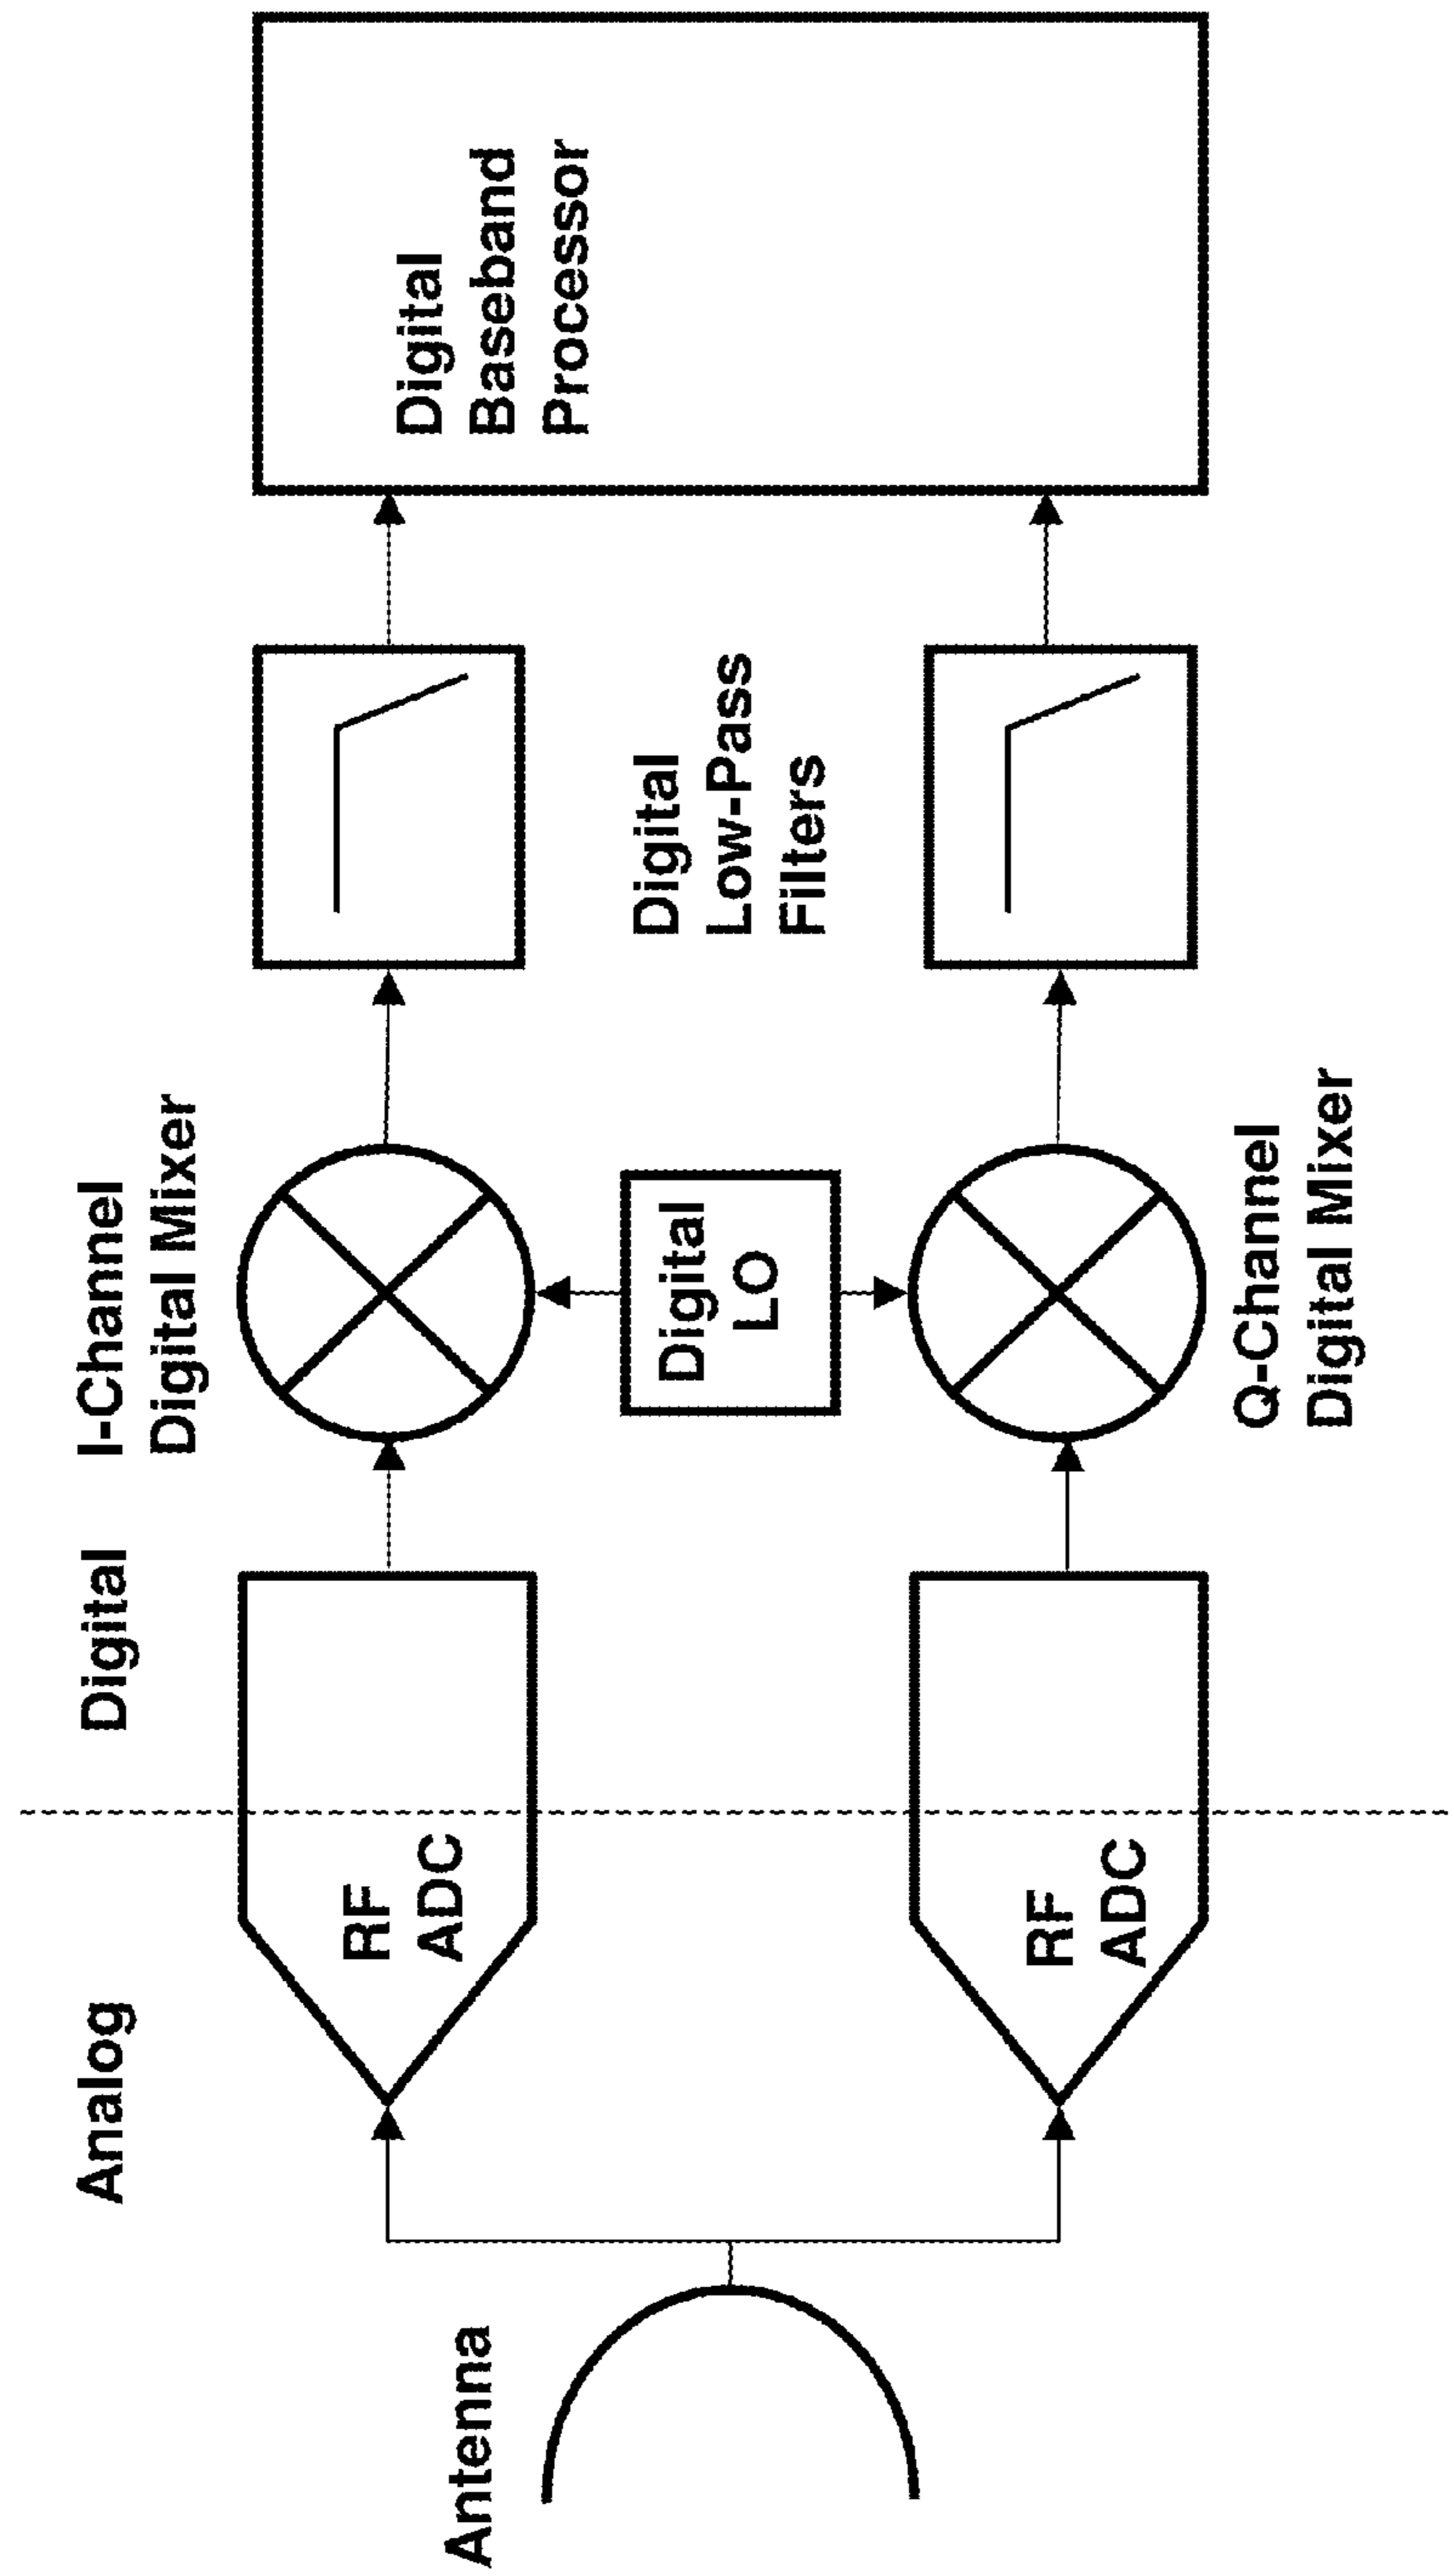 Analog
Digital
I-Channel
Digital Mixer
Antenna
RF
ADC
Digital
LO
Digital
Low-Pass
Filters
Digital
Baseband
Processor
RF
ADC
Q-Channel
Digital Mixer